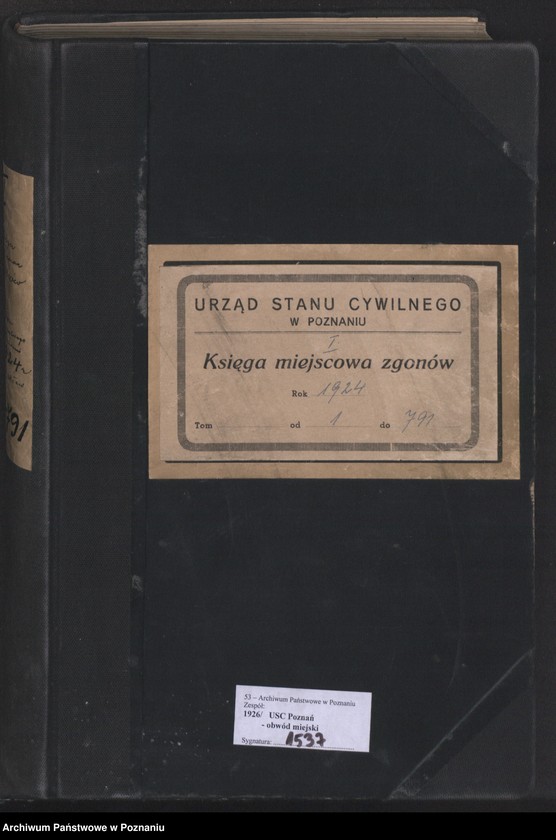 URZĄD STANU CYWILNEGO
W POZNANIU
I
Księga miejscowa zgonów
Rok 1924
Tom od 1 do 791
53 – Archiwum Państwowe w Poznaniu
Zespół:
1926/ USC Poznań
- obwód miejski
Sygnatura: 1537
Archiwum Państwowe w Poznaniu